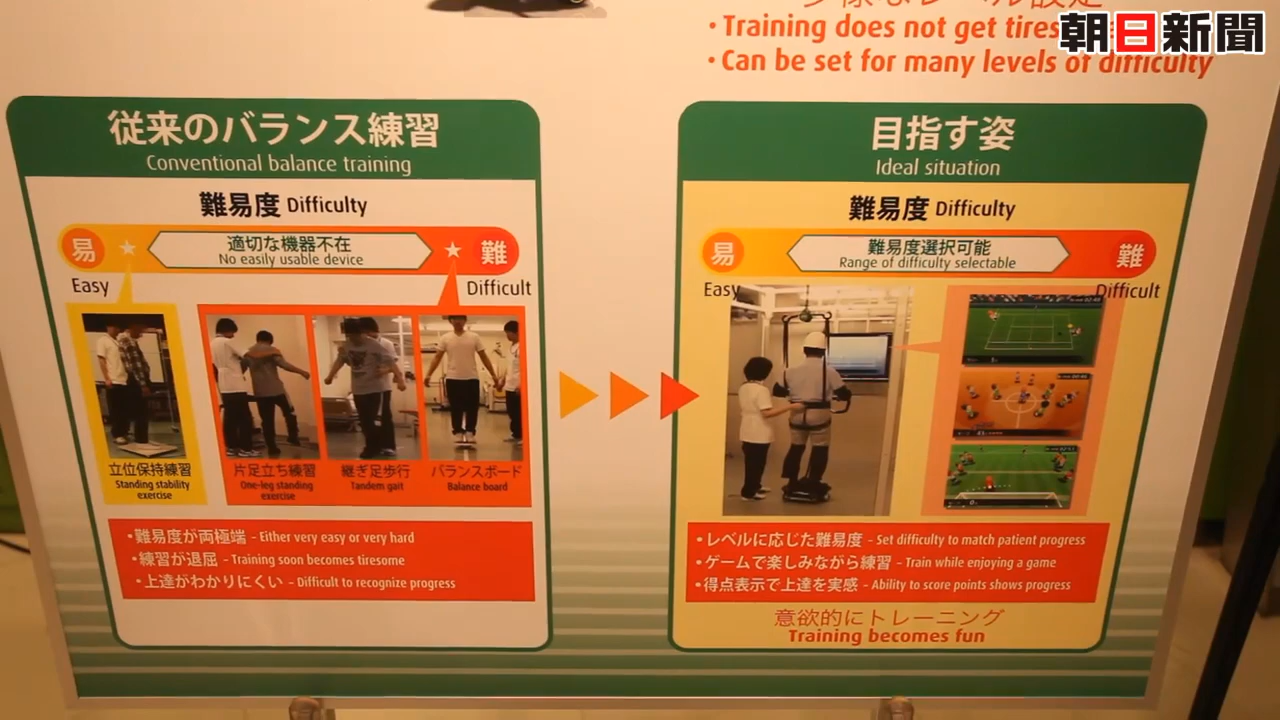 ・Training does not get tires
・Can be set for many levels of difficulty
朝日新聞
従来のバランス練習
Conventional balance training
難易度 Difficulty
易
適切な機器不在
No easily usable device
難
Easy
Difficult
立位保持練習
Standing stability
exercise
片足立ち練習
One-leg standing
exercise
継ぎ足歩行
Tandem gait
バランスボード
Balance board
・難易度が両極端 – Either very easy or very hard
・練習が退屈 – Training soon becomes tiresome
・上達がわかりにくい – Difficult to recognize progress
目指す姿
Ideal situation
難易度 Difficulty
易
難易度選択可能
Range of difficulty selectable
難
Easy
Difficult
・レベルに応じた難易度 – Set difficulty to match patient progress
・ゲームで楽しみながら練習 – Train while enjoying a game
・得点表示で上達を実感 – Ability to score points shows progress
意欲的にトレーニング
Training becomes fun